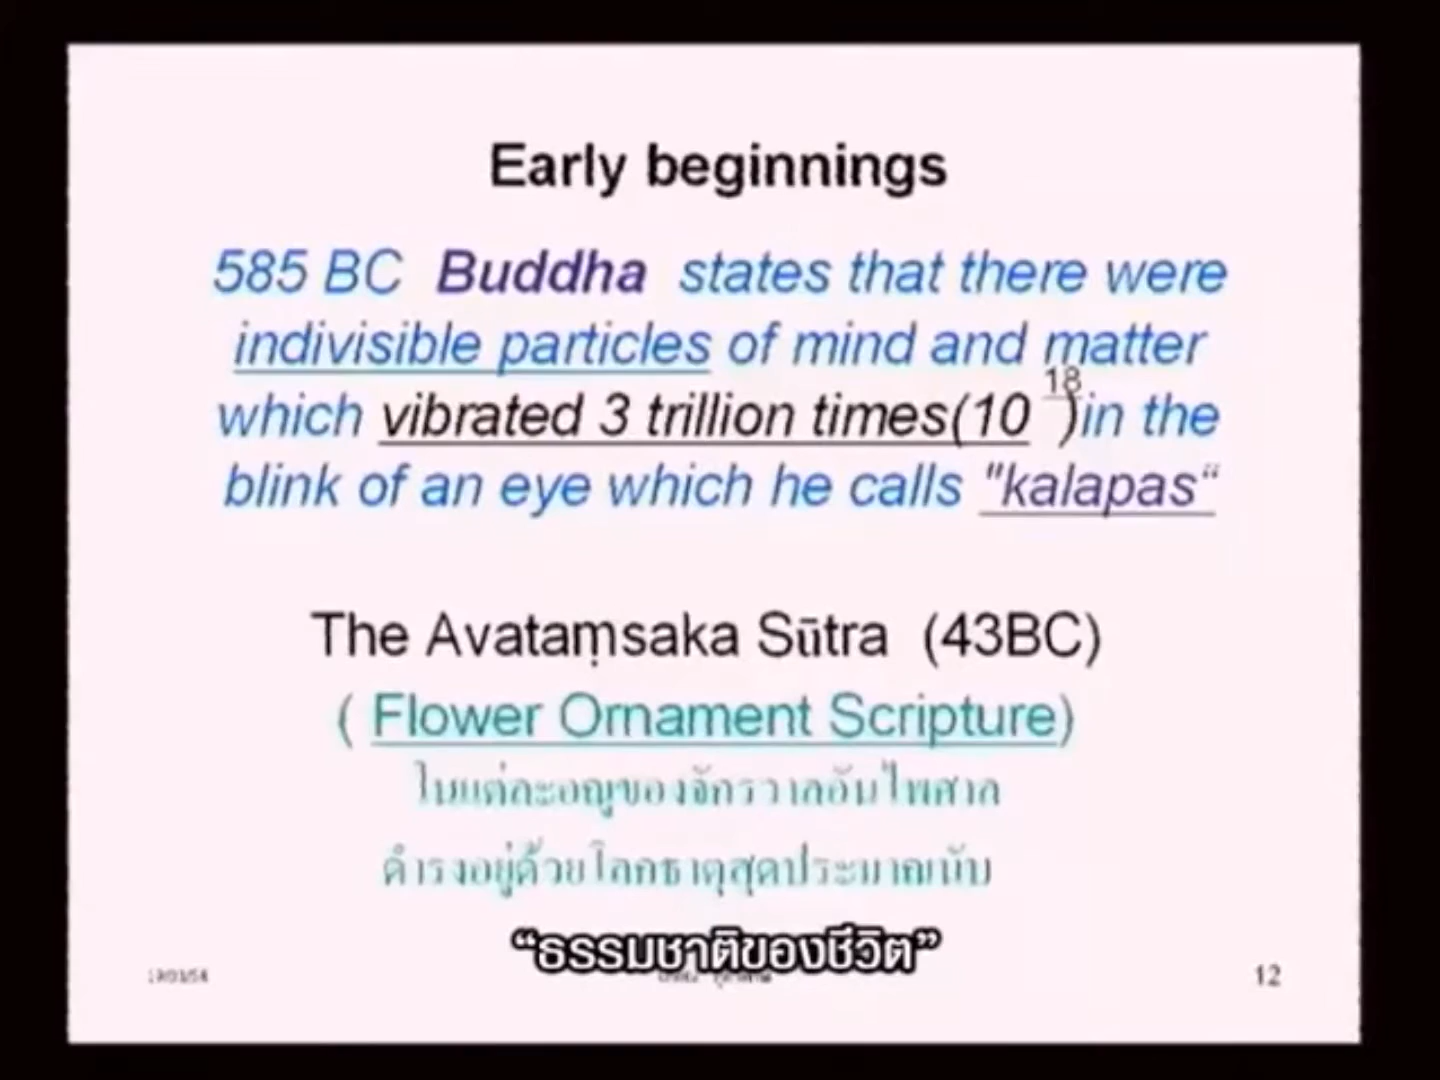 Early beginnings
585 BC Buddha states that there were
indivisible particles of mind and matter
which vibrated 3 trillion times(10 18)in the
blink of an eye which he calls "kalapas“
The Avataṃsaka Sūtra (43BC)
( Flower Ornament Scripture)
ในแต่ละอณูของจักรวาลอันไพศาล
ดำรงอยู่ด้วยโลกธาตุสุดประมาณนับ
“ธรรมชาติของชีวิต”
12